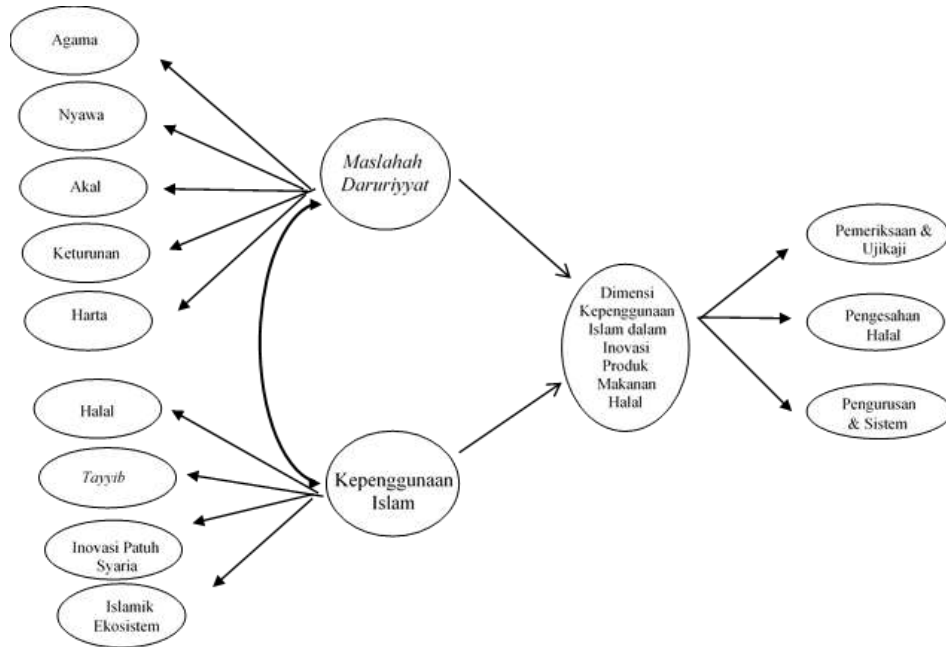 Agama
Nyawa
Akal
Keturunan
Harta
Halal
Tayyib
Inovasi Patuh
Syaria
Islamik
Ekosistem
Maslahah
Daruriyyat
Kepenggunaan
Islam
Dimensi
Kepenggunaan
Islam dalam
Inovasi
Produk
Makanan
Halal
Pemeriksaan &
Ujikaji
Pengesahan
Halal
Pengurusan
& Sistem